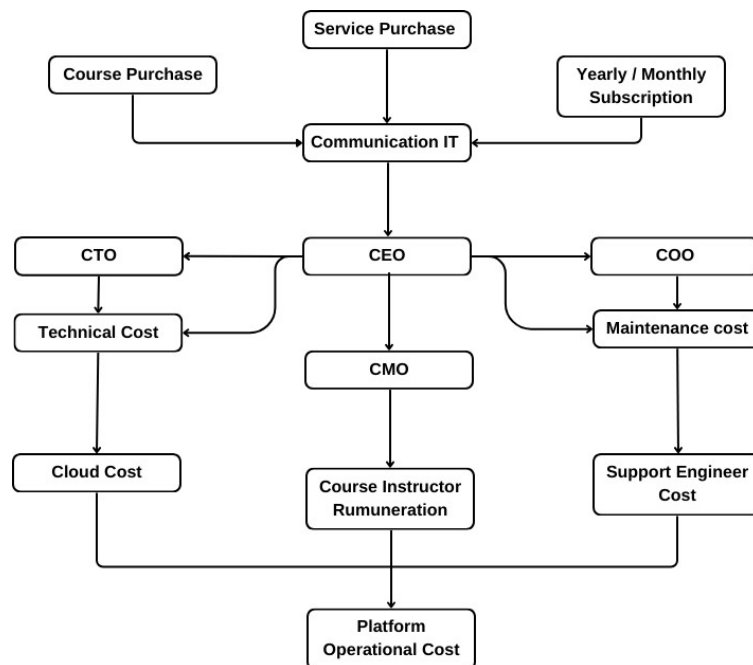 Service Purchase
Course Purchase
Yearly / Monthly
Subscription
Communication IT
CTO
CEO
COO
Technical Cost
Maintenance cost
CMO
Cloud Cost
Course Instructor
Rumuneration
Support Engineer
Cost
Platform
Operational Cost